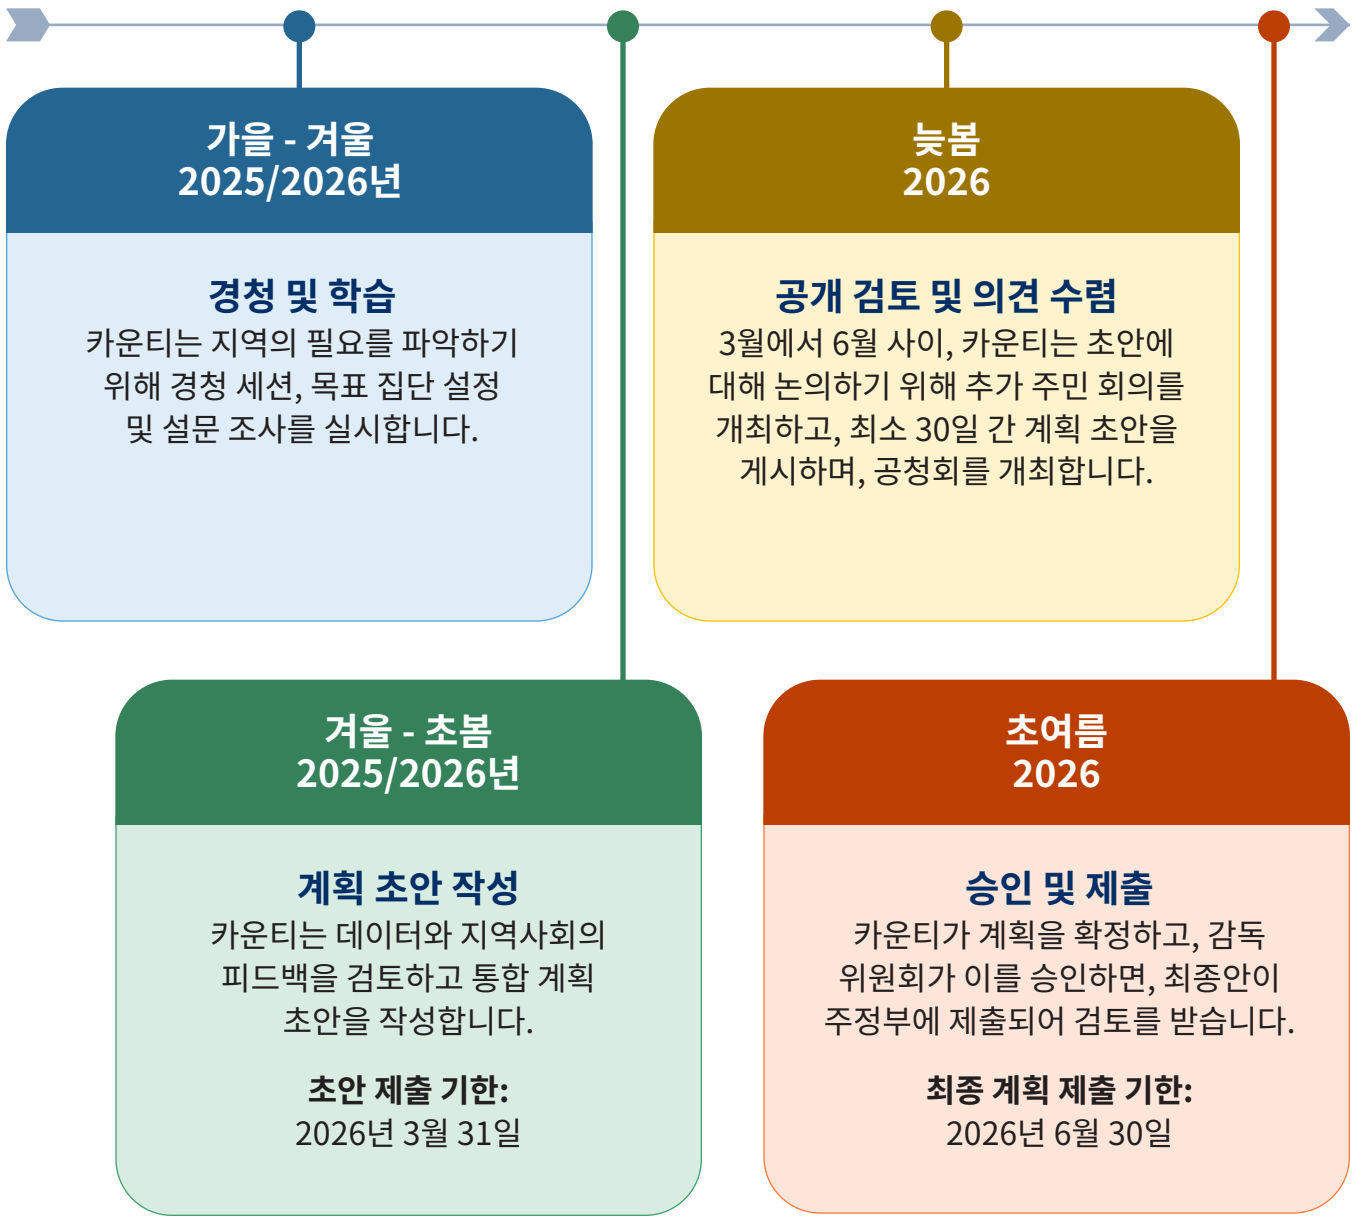 가을 - 겨울
2025/2026년
경청 및 학습
카운티는 지역의 필요를 파악하기
위해 경청 세션, 목표 집단 설정
및 설문 조사를 실시합니다.
겨울 - 초봄
2025/2026년
계획 초안 작성
카운티는 데이터와 지역사회의
피드백을 검토하고 통합 계획
초안을 작성합니다.
초안 제출 기한:
2026년 3월 31일
늦봄
2026
공개 검토 및 의견 수렴
3월에서 6월 사이, 카운티는 초안에
대해 논의하기 위해 추가 주민 회의를
개최하고, 최소 30일 간 계획 초안을
게시하며, 공청회를 개최합니다.
초여름
2026
승인 및 제출
카운티가 계획을 확정하고, 감독
위원회가 이를 승인하면, 최종안이
주정부에 제출되어 검토를 받습니다.
최종 계획 제출 기한:
2026년 6월 30일